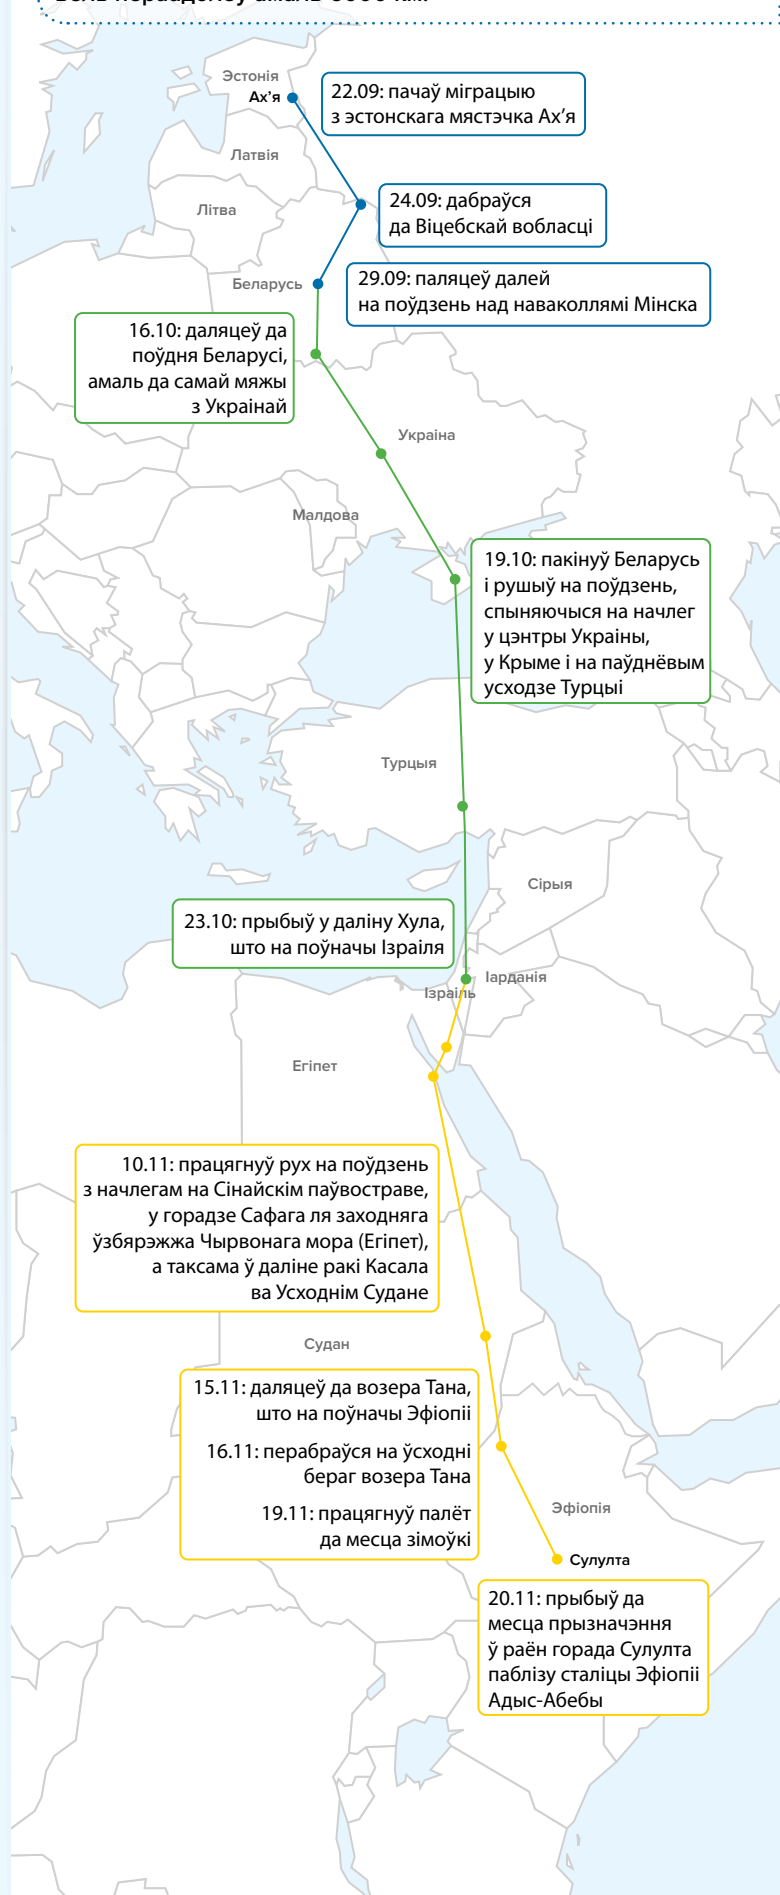 Эстонія
Ах’я
22.09: пачаў міграцыю
з эстонскага мястэчка Ах’я
Латвія
24.09: дабраўся
да Віцебскай вобласці
Літва
29.09: паляцеў далей
на поўдзень над наваколлямі Мінска
Беларусь
16.10: даляцеў да
поўдня Беларусі,
амаль да самай мяжы
з Украінай
Украіна
Малдова
19.10: пакінуў Беларусь
і рушыў на поўдзень,
спыняючыся на начлег
у цэнтры Украіны,
у Крыме і на паўднёвым
усходзе Турцыі
Турцыя
Сірыя
23.10: прыбыў у даліну Хула,
што на поўначы Ізраіля
Іарданія
Ізраіль
Егіпет
10.11: працягнуў рух на поўдзень
з начлегам на Сінайскім паўвостраве,
у горадзе Сафага ля заходняга
ўзбярэжжа Чырвонага мора (Егіпет),
а таксама ў даліне ракі Касала
ва Усходнім Судане
Судан
15.11: даляцеў да возера Тана,
што на поўначы Эфіопіі
16.11: перабраўся на ўсходні
бераг возера Тана
19.11: працягнуў палёт
да месца зімоўкі
Эфіопія
Сулулта
20.11: прыбыў да
месца прызначэння
ў раён горада Сулулта
паблізу сталіцы Эфіопіі
Адыс-Абебы